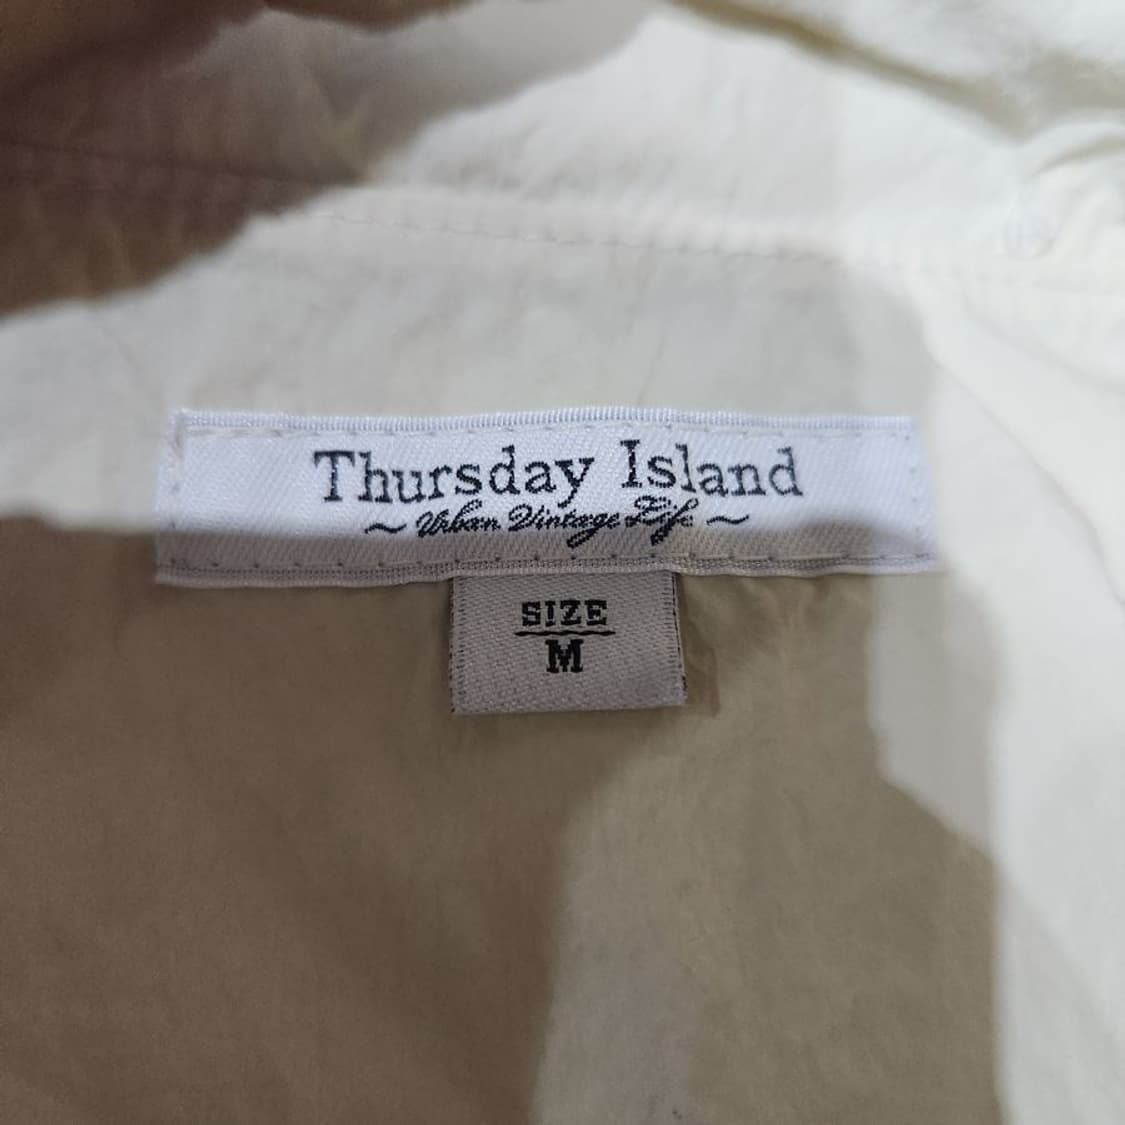 Thursday Island
~ Urban Vintage Life ~
SIZE
M